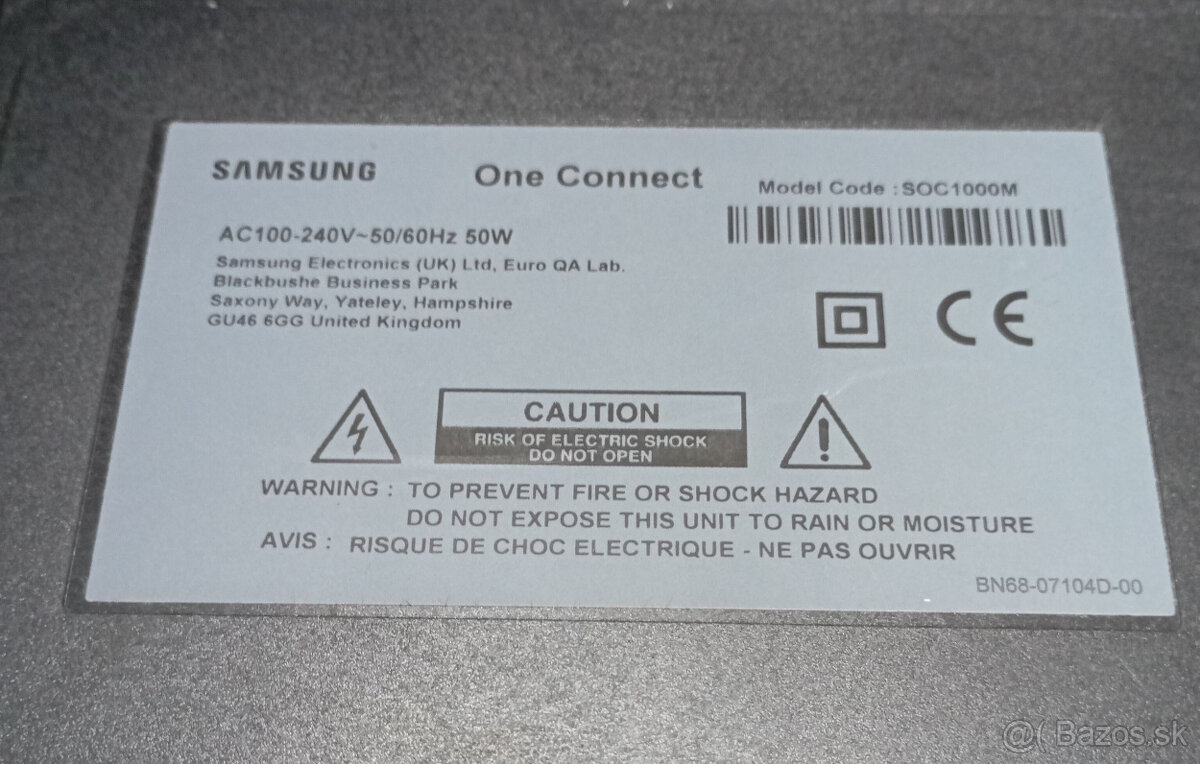 SAMSUNG One Connect Model Code : SOC1000M
AC100-240V~50/60Hz 50W
Samsung Electronics (UK) Ltd, Euro QA Lab.
Blackbushe Business Park
Saxony Way, Yateley, Hampshire
GU46 6GG United Kingdom
CE
CAUTION
RISK OF ELECTRIC SHOCK
DO NOT OPEN
WARNING : TO PREVENT FIRE OR SHOCK HAZARD
DO NOT EXPOSE THIS UNIT TO RAIN OR MOISTURE
AVIS : RISQUE DE CHOC ELECTRIQUE - NE PAS OUVRIR
BN68-07104D-00
@( Bazos.sk